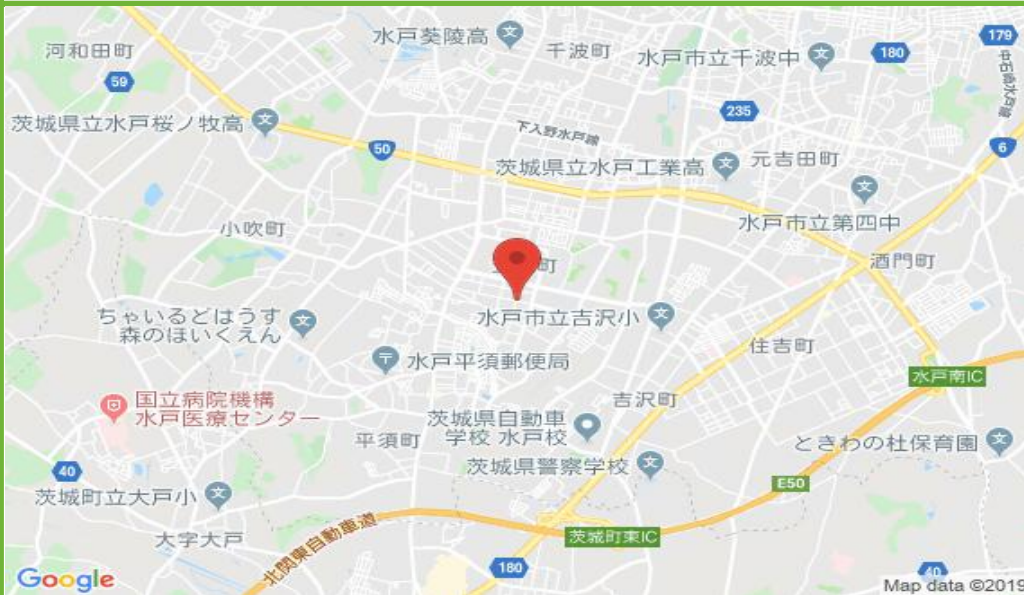 水戸葵陵高
179
河和田町
千波町
水戸市立千波中
180
中石崎水戸線
59
235
茨城県立水戸桜ノ牧高
下入野水戸線
50
6
茨城県立水戸工業高
元吉田町
小吹町
水戸市立第四中
酒門町
町
ちゃいるどはうす
森のほいくえん
水戸市立吉沢小
住吉町
水戸平須郵便局
水戸南IC
国立病院機構
水戸医療センター
吉沢町
茨城県自動車
学校 水戸校
平須町
ときわの杜保育園
茨城県警察学校
40
E50
茨城町立大戸小
大字大戸
北関東自動車道
茨城町東IC
180
40
Google
Map data ©2019